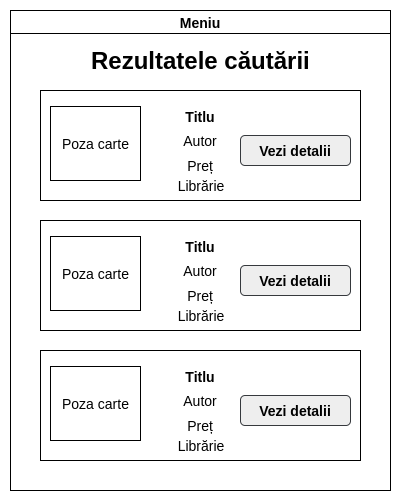 Meniu
Rezultatele căutării
Poza carte
Titlu
Autor
Preț
Librărie
Vezi detalii
Poza carte
Titlu
Autor
Preț
Librărie
Vezi detalii
Poza carte
Titlu
Autor
Preț
Librărie
Vezi detalii